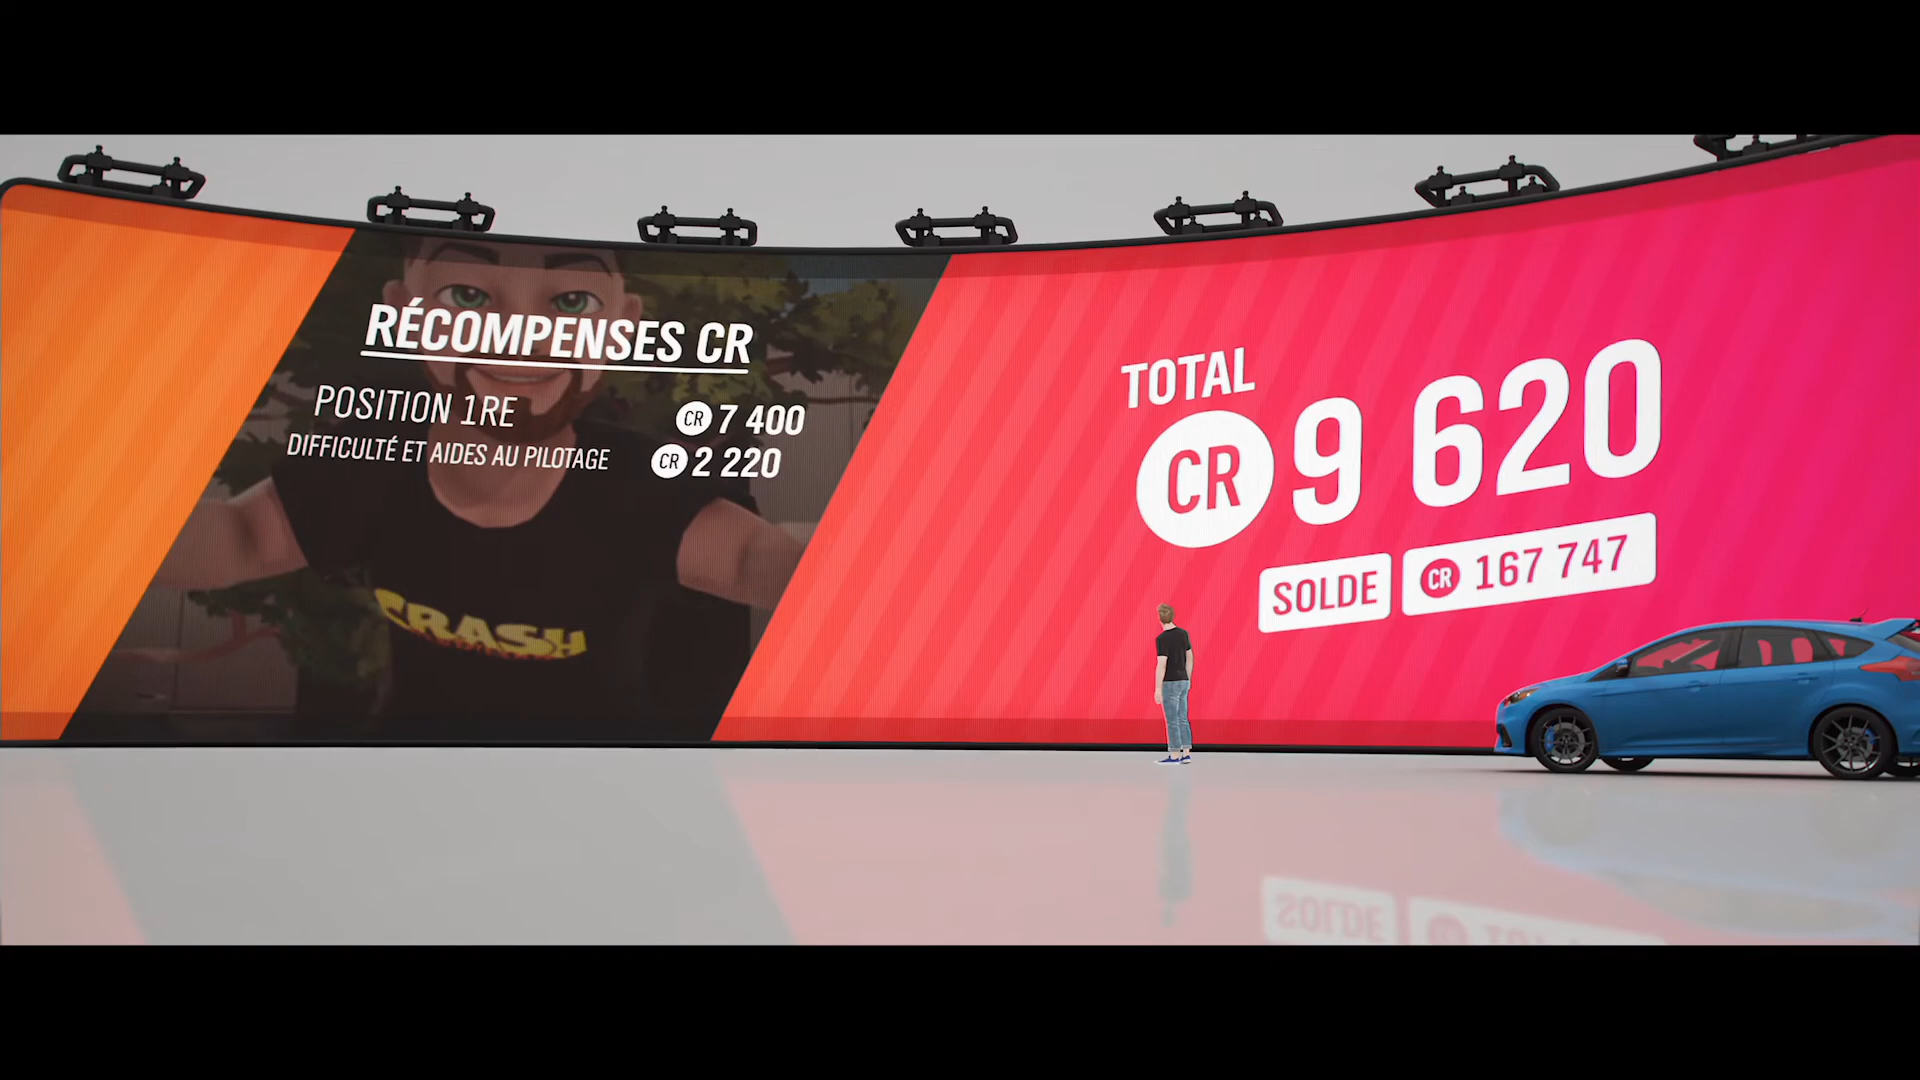 RÉCOMPENSES CR
POSITION 1RE CR 7 400
DIFFICULTÉ ET AIDES AU PILOTAGE CR 2 220
CRASH
TOTAL
CR 9 620
SOLDE CR 167 747